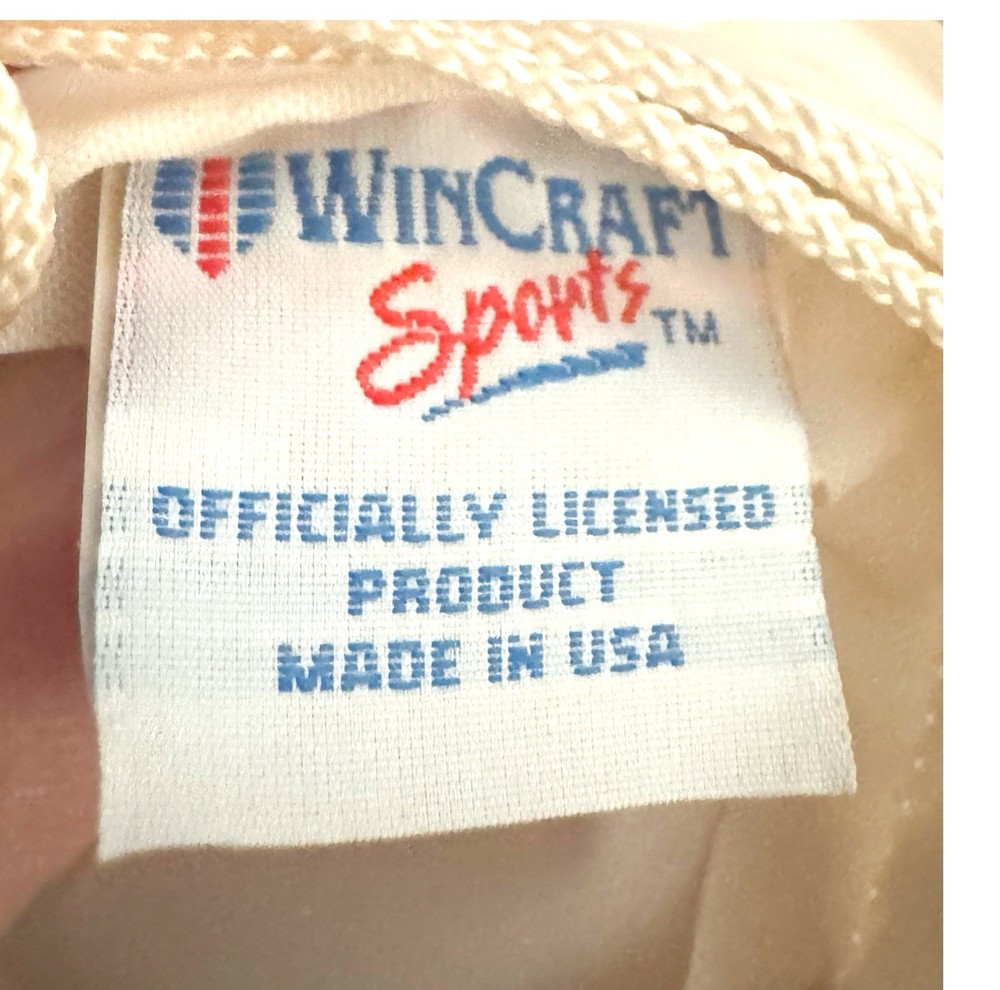 WINCRAFT
Sports TM
OFFICIALLY LICENSED
PRODUCT
MADE IN USA